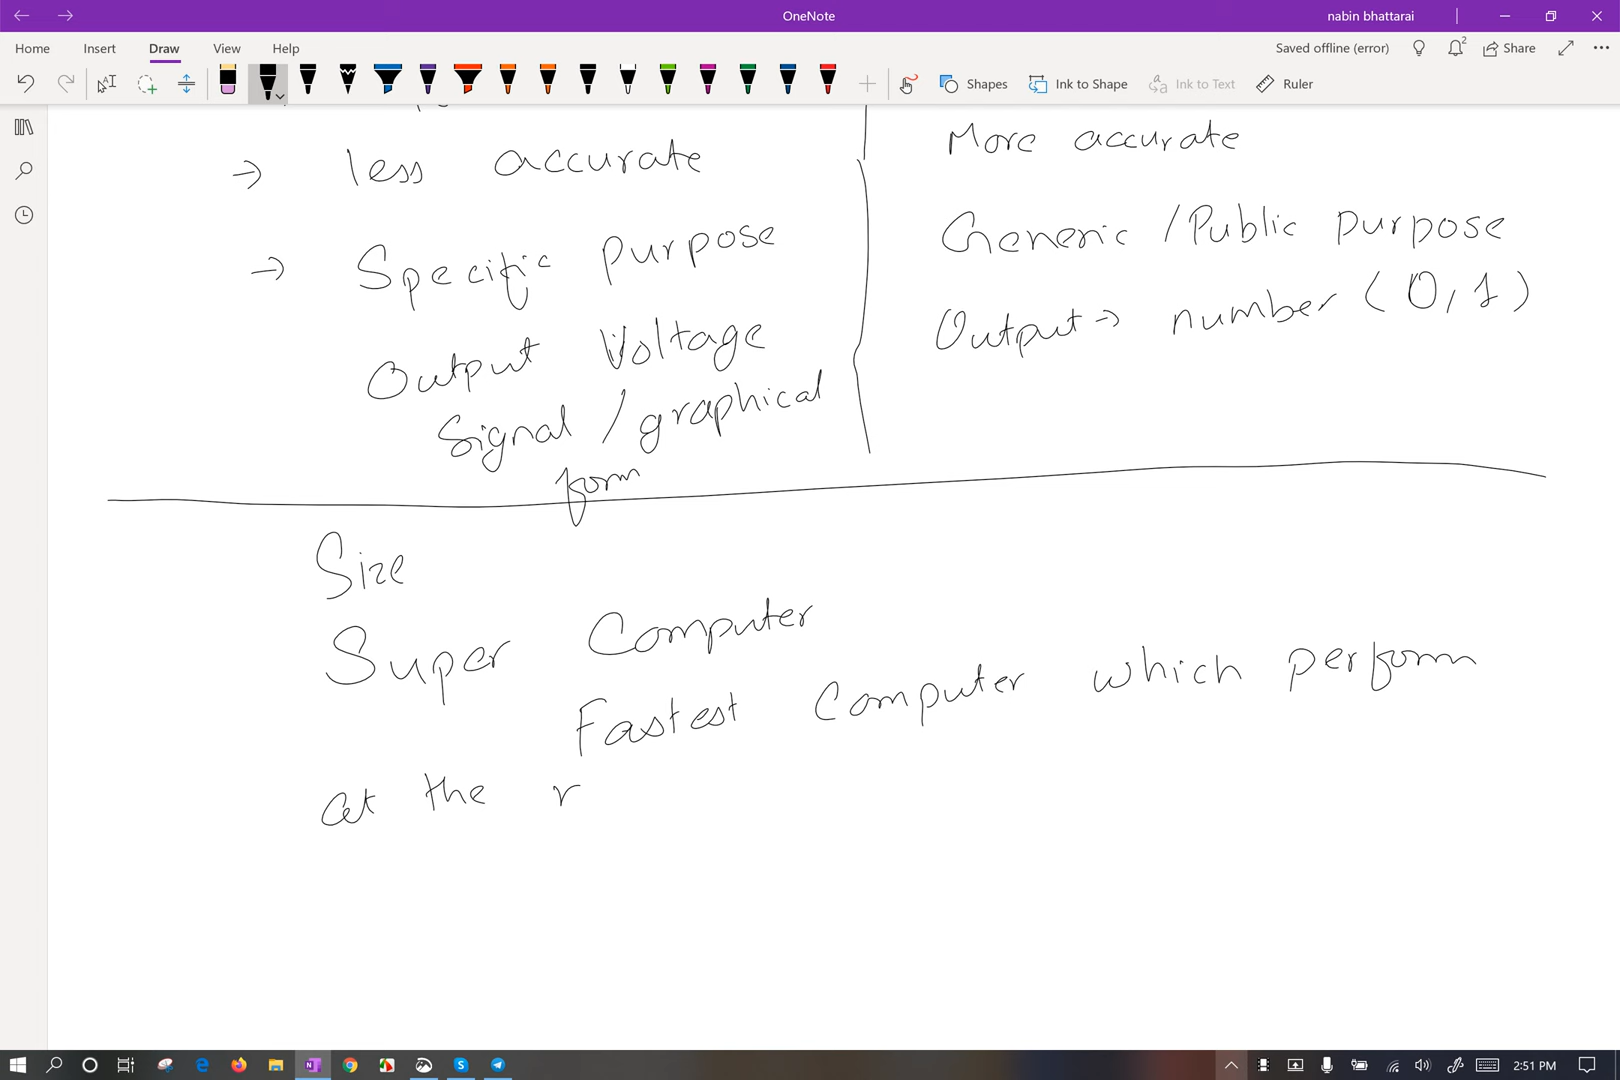 OneNote
nabin bhattarai
Home Insert Draw View Help
Saved offline (error)
2
Share
Shapes
Ink to Shape
Ink to Text
Ruler
→ less accurate
More accurate
→ Specific purpose
Generic / Public purpose
Output Voltage
Output → number (0,1)
Signal / graphical
form
Size
Super Computer
Fastest Computer which perform
at the r
2:51 PM